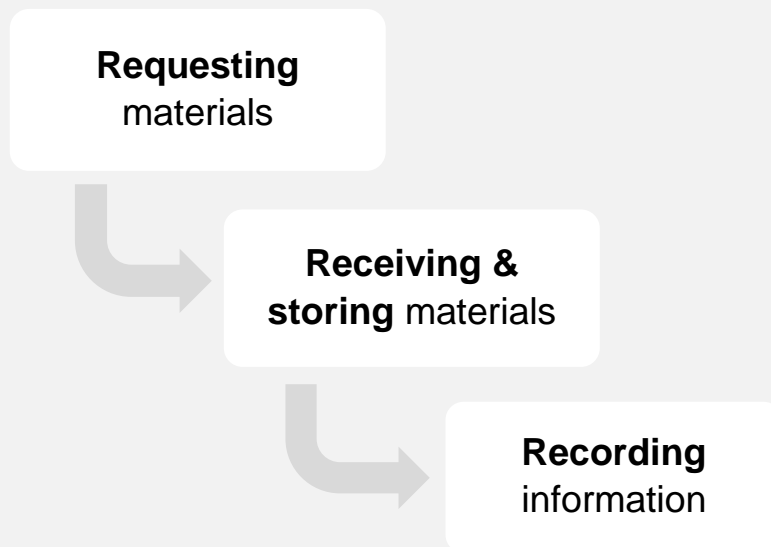 Requesting
materials
Receiving &
storing materials
Recording
information